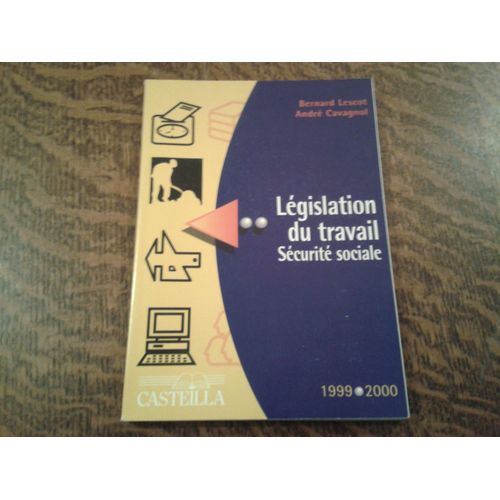 Bernard Lescot
André Cavagnol
Législation
du travail
Sécurité sociale
CASTEILLA
1999 2000